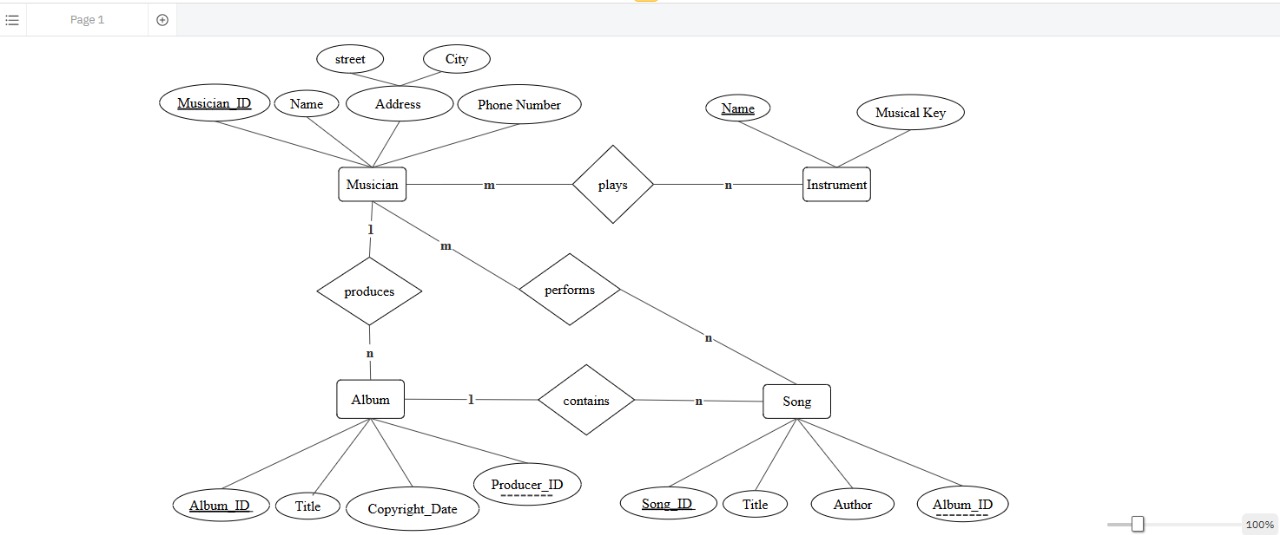 Page 1
street
City
Musician_ID
Name
Address
Phone Number
Name
Musical Key
Musician
m
plays
n
Instrument
1
m
produces
performs
n
n
Album
1
contains
n
Song
Album_ID
Title
Copyright_Date
Producer_ID
Song_ID
Title
Author
Album_ID
100%